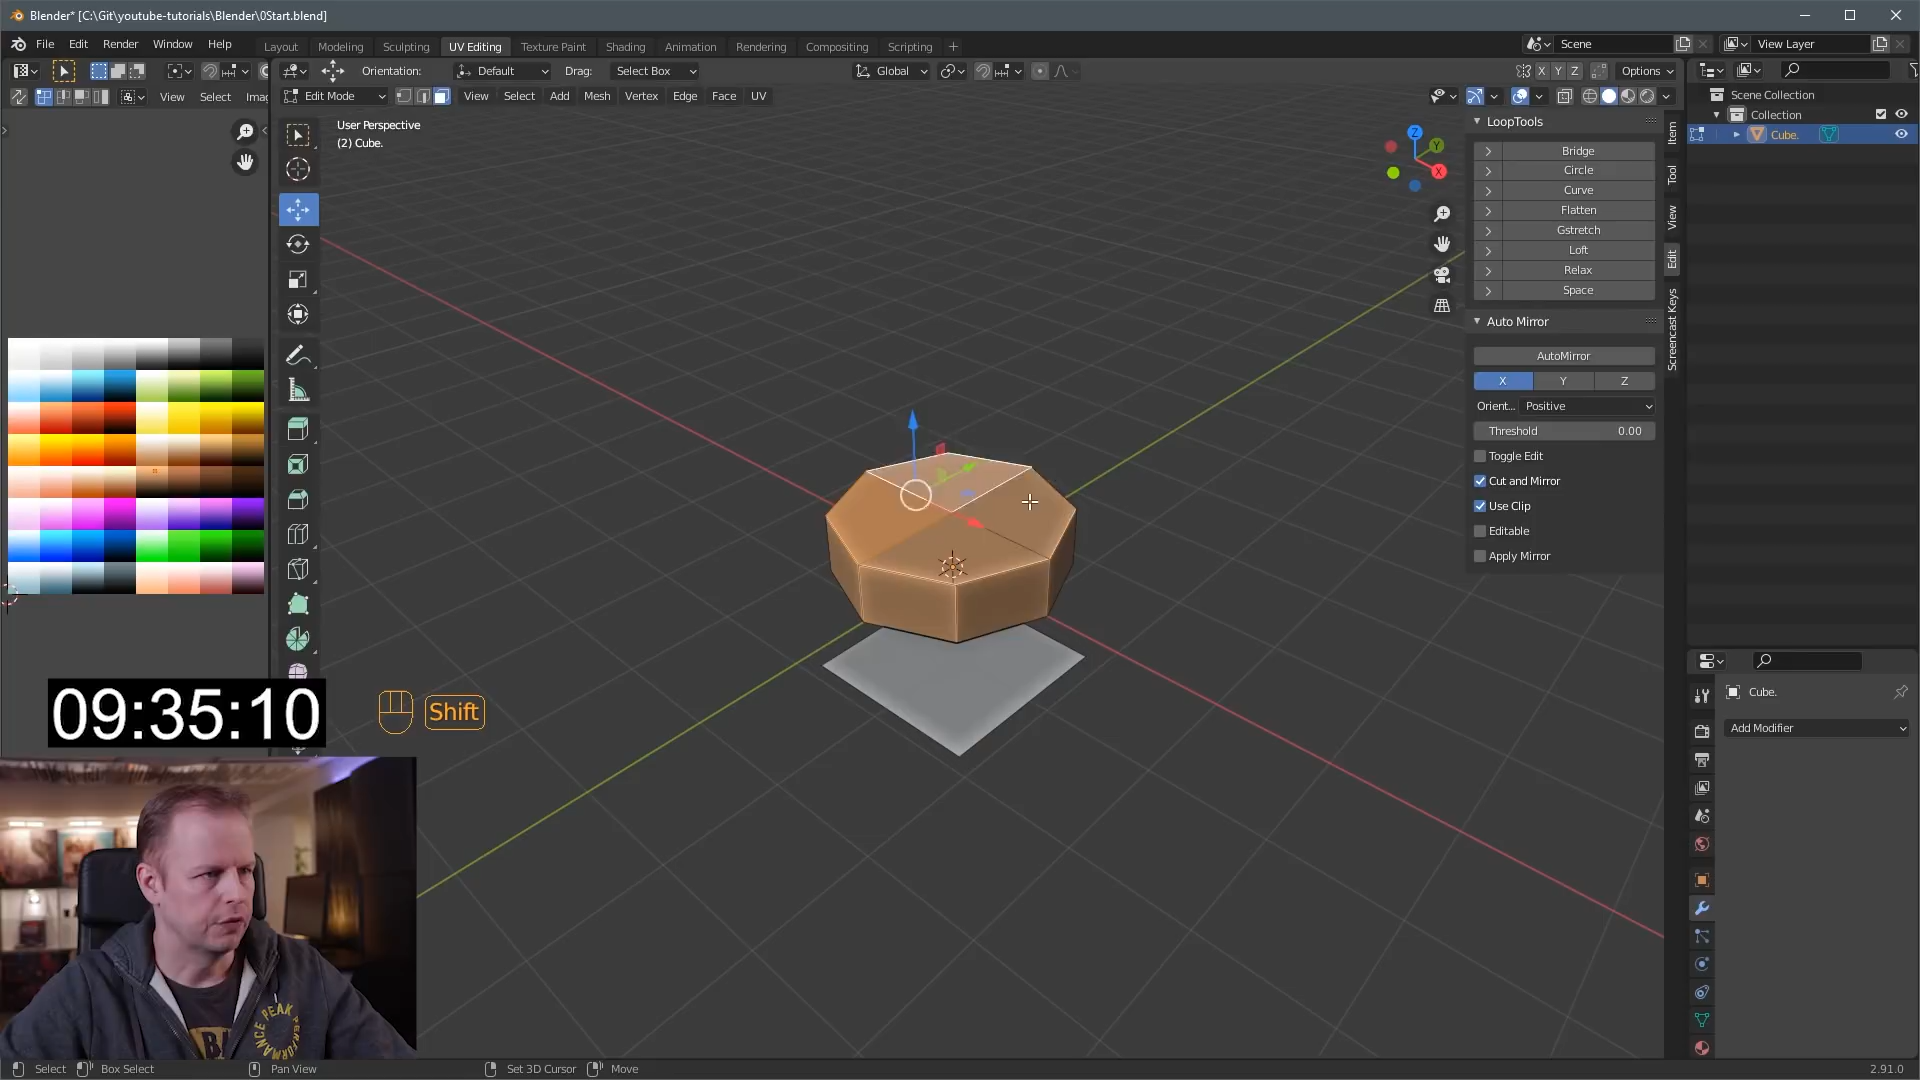 Blender* [C:\Git\youtube-tutorials\Blender\0Start.blend]
File Edit Render Window Help Layout Modeling Sculpting UV Editing Texture Paint Shading Animation Rendering Compositing Scripting + Scene View Layer
Orientation: Default Drag: Select Box Global X Y Z Options
View Select Imag Edit Mode View Select Add Mesh Vertex Edge Face UV
Scene Collection
Collection
Cube.
User Perspective
(2) Cube.
Z
Y
X
LoopTools
Bridge
Circle
Curve
Flatten
Gstretch
Loft
Relax
Space
Auto Mirror
AutoMirror
X Y Z
Orient... Positive
Threshold 0.00
Toggle Edit
Cut and Mirror
Use Clip
Editable
Apply Mirror
Item
Tool
View
Edit
Screencast Keys
Cube.
Add Modifier
09:35:10
Shift
PEAK
PERFORMANCE
Select Box Select Pan View Set 3D Cursor Move 2.91.0